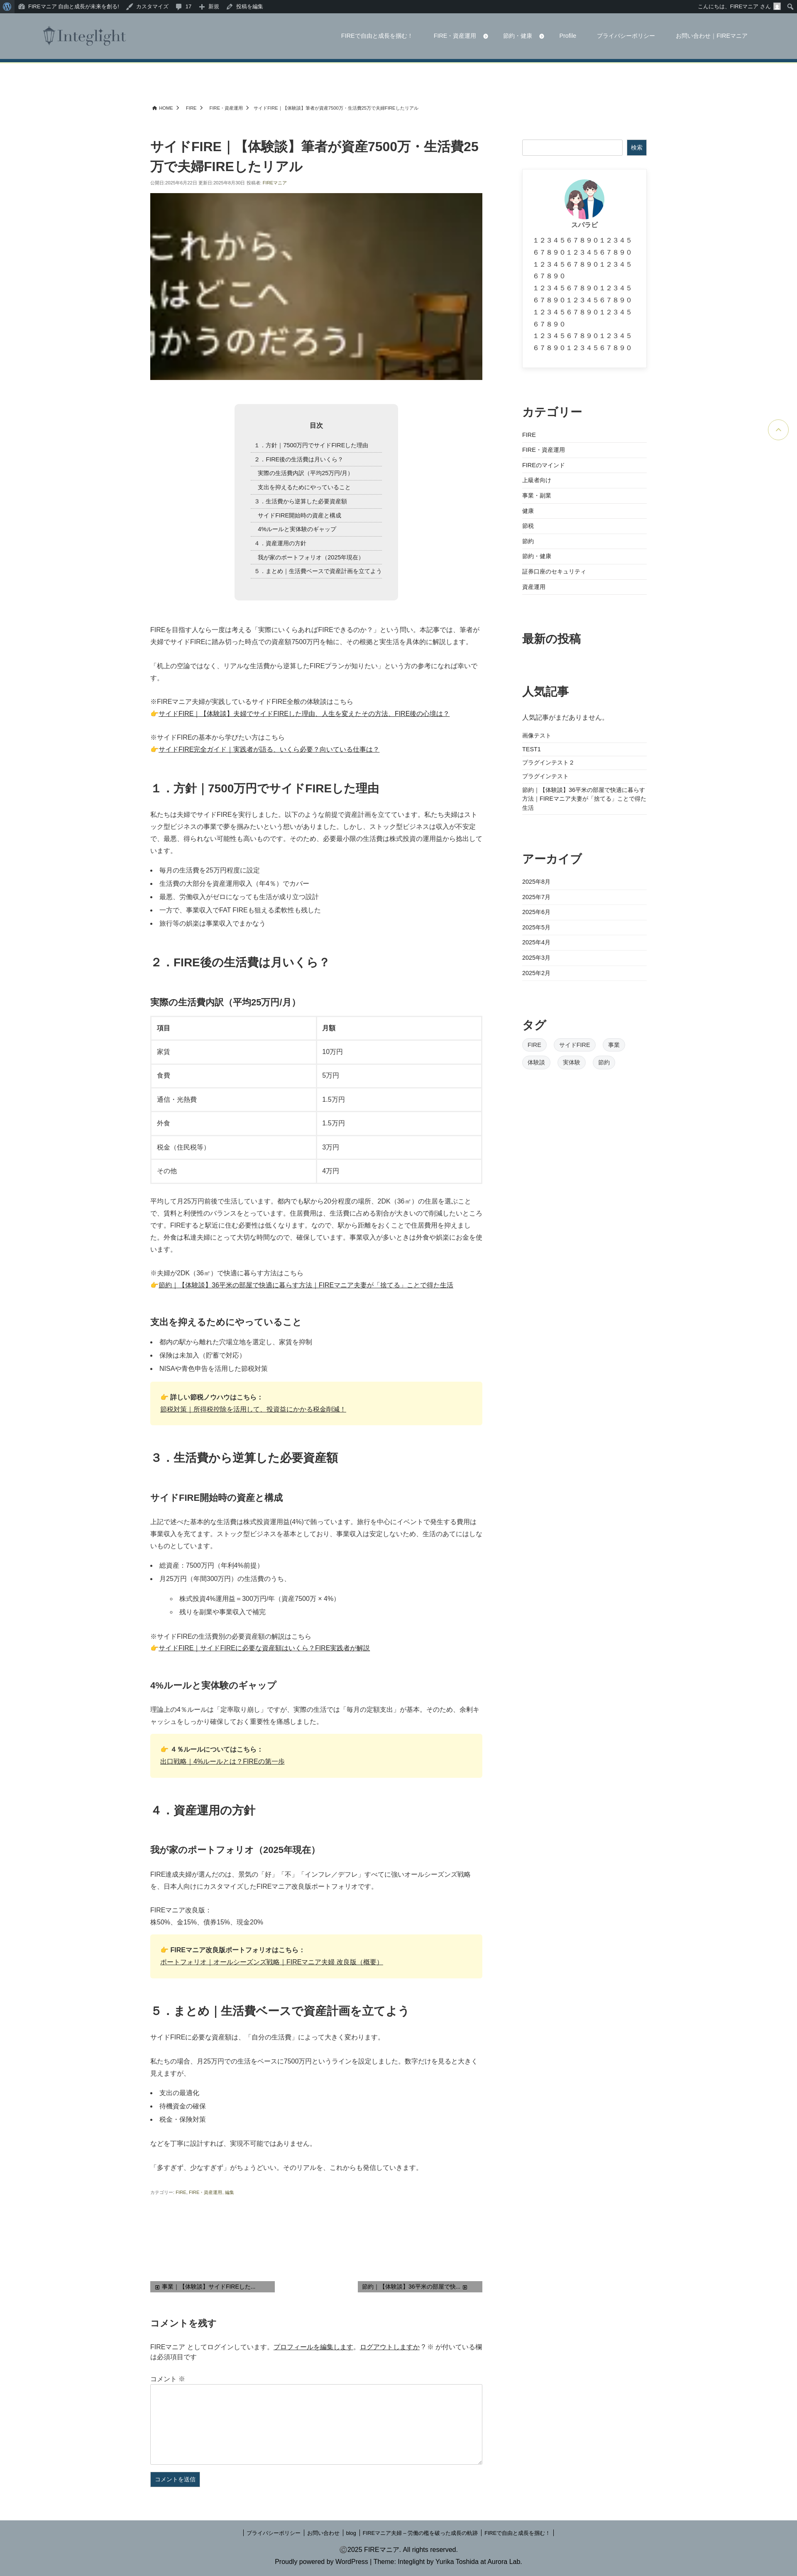 FIREマニア 自由と成長が未来を創る!
カスタマイズ
17
新規
投稿を編集
こんにちは、FIREマニア さん
Integlight
FIREで自由と成長を掴む！
FIRE・資産運用
節約・健康
Profile
プライバシーポリシー
お問い合わせ｜FIREマニア
HOME
FIRE
FIRE・資産運用
サイドFIRE｜【体験談】筆者が資産7500万・生活費25万で夫婦FIREしたリアル
サイドFIRE｜【体験談】筆者が資産7500万・生活費25
万で夫婦FIREしたリアル
公開日:2025年6月22日 更新日:2025年8月30日 投稿者: FIREマニア
これから、
はどこへ
かうのだろう」
目次
１．方針｜7500万円でサイドFIREした理由
２．FIRE後の生活費は月いくら？
実際の生活費内訳（平均25万円/月）
支出を抑えるためにやっていること
３．生活費から逆算した必要資産額
サイドFIRE開始時の資産と構成
4%ルールと実体験のギャップ
４．資産運用の方針
我が家のポートフォリオ（2025年現在）
５．まとめ｜生活費ベースで資産計画を立てよう
FIREを目指す人なら一度は考える「実際にいくらあればFIREできるのか？」という問い。本記事では、筆者が
夫婦でサイドFIREに踏み切った時点での資産額7500万円を軸に、その根拠と実生活を具体的に解説します。
「机上の空論ではなく、リアルな生活費から逆算したFIREプランが知りたい」という方の参考になれば幸いで
す。
※FIREマニア夫婦が実践しているサイドFIRE全般の体験談はこちら
👉サイドFIRE｜【体験談】夫婦でサイドFIREした理由、人生を変えたその方法、FIRE後の心境は？
※サイドFIREの基本から学びたい方はこちら
👉サイドFIRE完全ガイド｜実践者が語る、いくら必要？向いている仕事は？
１．方針｜7500万円でサイドFIREした理由
私たちは夫婦でサイドFIREを実行しました。以下のような前提で資産計画を立てています。私たち夫婦はストッ
ク型ビジネスの事業で夢を掴みたいという想いがありました。しかし、ストック型ビジネスは収入が不安定
で、最悪、得られない可能性も高いものです。そのため、必要最小限の生活費は株式投資の運用益から捻出して
います。
毎月の生活費を25万円程度に設定
生活費の大部分を資産運用収入（年4％）でカバー
最悪、労働収入がゼロになっても生活が成り立つ設計
一方で、事業収入でFAT FIREも狙える柔軟性も残した
旅行等の娯楽は事業収入でまかなう
２．FIRE後の生活費は月いくら？
実際の生活費内訳（平均25万円/月）
項目 月額
家賃 10万円
食費 5万円
通信・光熱費 1.5万円
外食 1.5万円
税金（住民税等） 3万円
その他 4万円
平均して月25万円前後で生活しています。都内でも駅から20分程度の場所、2DK（36㎡）の住居を選ぶこと
で、賃料と利便性のバランスをとっています。住居費用は、生活費に占める割合が大きいので削減したいところ
です。FIREすると駅近に住む必要性は低くなります。なので、駅から距離をおくことで住居費用を抑えまし
た。外食は私達夫婦にとって大切な時間なので、確保しています。事業収入が多いときは外食や娯楽にお金を使
います。
※夫婦が2DK（36㎡）で快適に暮らす方法はこちら
👉節約｜【体験談】36平米の部屋で快適に暮らす方法｜FIREマニア夫妻が「捨てる」ことで得た生活
支出を抑えるためにやっていること
都内の駅から離れた穴場立地を選定し、家賃を抑制
保険は未加入（貯蓄で対応）
NISAや青色申告を活用した節税対策
👉 詳しい節税ノウハウはこちら：
節税対策｜所得税控除を活用して、投資益にかかる税金削減！
３．生活費から逆算した必要資産額
サイドFIRE開始時の資産と構成
上記で述べた基本的な生活費は株式投資運用益(4%)で賄っています。旅行を中心にイベントで発生する費用は
事業収入を充てます。ストック型ビジネスを基本としており、事業収入は安定しないため、生活のあてにはしな
いものとしています。
総資産：7500万円（年利4%前提）
月25万円（年間300万円）の生活費のうち、
株式投資4%運用益＝300万円/年（資産7500万 × 4%）
残りを副業や事業収入で補完
※サイドFIREの生活費別の必要資産額の解説はこちら
👉サイドFIRE｜サイドFIREに必要な資産額はいくら？FIRE実践者が解説
4%ルールと実体験のギャップ
理論上の4％ルールは「定率取り崩し」ですが、実際の生活では「毎月の定額支出」が基本。そのため、余剰キ
ャッシュをしっかり確保しておく重要性を痛感しました。
👉 ４％ルールについてはこちら：
出口戦略｜4%ルールとは？FIREの第一歩
４．資産運用の方針
我が家のポートフォリオ（2025年現在）
FIRE達成夫婦が選んだのは、景気の「好」「不」「インフレ／デフレ」すべてに強いオールシーズンズ戦略
を、日本人向けにカスタマイズしたFIREマニア改良版ポートフォリオです。
FIREマニア改良版：
株50%、金15%、債券15%、現金20%
👉 FIREマニア改良版ポートフォリオはこちら：
ポートフォリオ｜オールシーズンズ戦略｜FIREマニア夫婦 改良版（概要）
５．まとめ｜生活費ベースで資産計画を立てよう
サイドFIREに必要な資産額は、「自分の生活費」によって大きく変わります。
私たちの場合、月25万円での生活をベースに7500万円というラインを設定しました。数字だけを見ると大きく
見えますが、
支出の最適化
待機資金の確保
税金・保険対策
などを丁寧に設計すれば、実現不可能ではありません。
「多すぎず、少なすぎず」がちょうどいい。そのリアルを、これからも発信していきます。
カテゴリー: FIRE, FIRE・資産運用, 編集
事業｜【体験談】サイドFIREした...
節約｜【体験談】36平米の部屋で快...
コメントを残す
FIREマニア としてログインしています。プロフィールを編集します。ログアウトしますか ? ※ が付いている欄
は必須項目です
コメント ※
コメントを送信
検索
スパラビ
１２３４５６７８９０１２３４５
６７８９０１２３４５６７８９０
１２３４５６７８９０１２３４５
６７８９０
１２３４５６７８９０１２３４５
６７８９０１２３４５６７８９０
１２３４５６７８９０１２３４５
６７８９０
１２３４５６７８９０１２３４５
６７８９０１２３４５６７８９０
カテゴリー
FIRE
FIRE・資産運用
FIREのマインド
上級者向け
事業・副業
健康
節税
節約
節約・健康
証券口座のセキュリティ
資産運用
最新の投稿
人気記事
人気記事がまだありません。
画像テスト
TEST1
プラグインテスト２
プラグインテスト
節約｜【体験談】36平米の部屋で快適に暮らす
方法｜FIREマニア夫妻が「捨てる」ことで得た
生活
アーカイブ
2025年8月
2025年7月
2025年6月
2025年5月
2025年4月
2025年3月
2025年2月
タグ
FIRE
サイドFIRE
事業
体験談
実体験
節約
プライバシーポリシー
お問い合わせ
blog
FIREマニア夫婦 – 労働の檻を破った成長の軌跡
FIREで自由と成長を掴む！
©2025 FIREマニア. All rights reserved.
Proudly powered by WordPress | Theme: Integlight by Yurika Toshida at Aurora Lab.